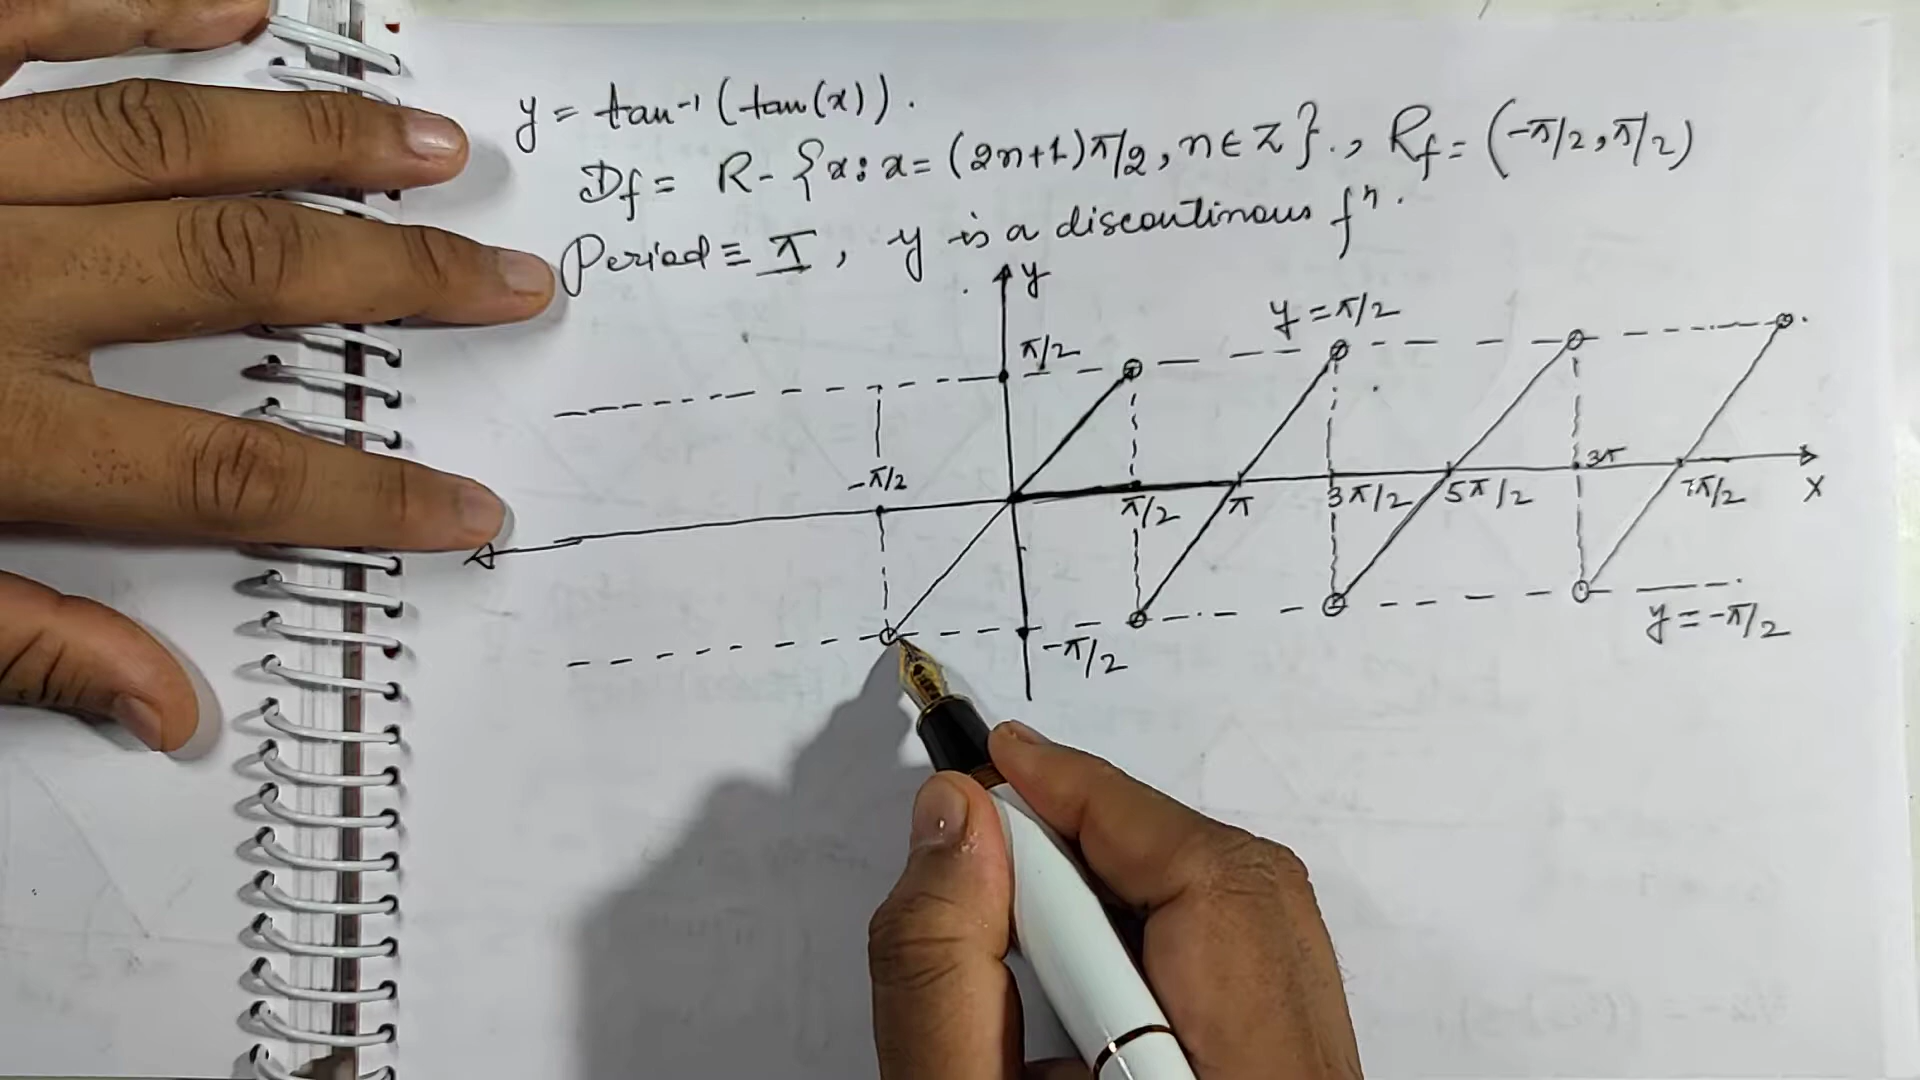 y = tan⁻¹(tan(x)).
Df = R - {x: x = (2n+1)π/2, n ∈ Z}., Rf = (-π/2, π/2)
Period ≡ π, y is a discontinous fⁿ.
y
y = π/2
π/2
-π/2
π/2
π
3π/2
5π/2
3π
7π/2
X
-π/2
y = -π/2